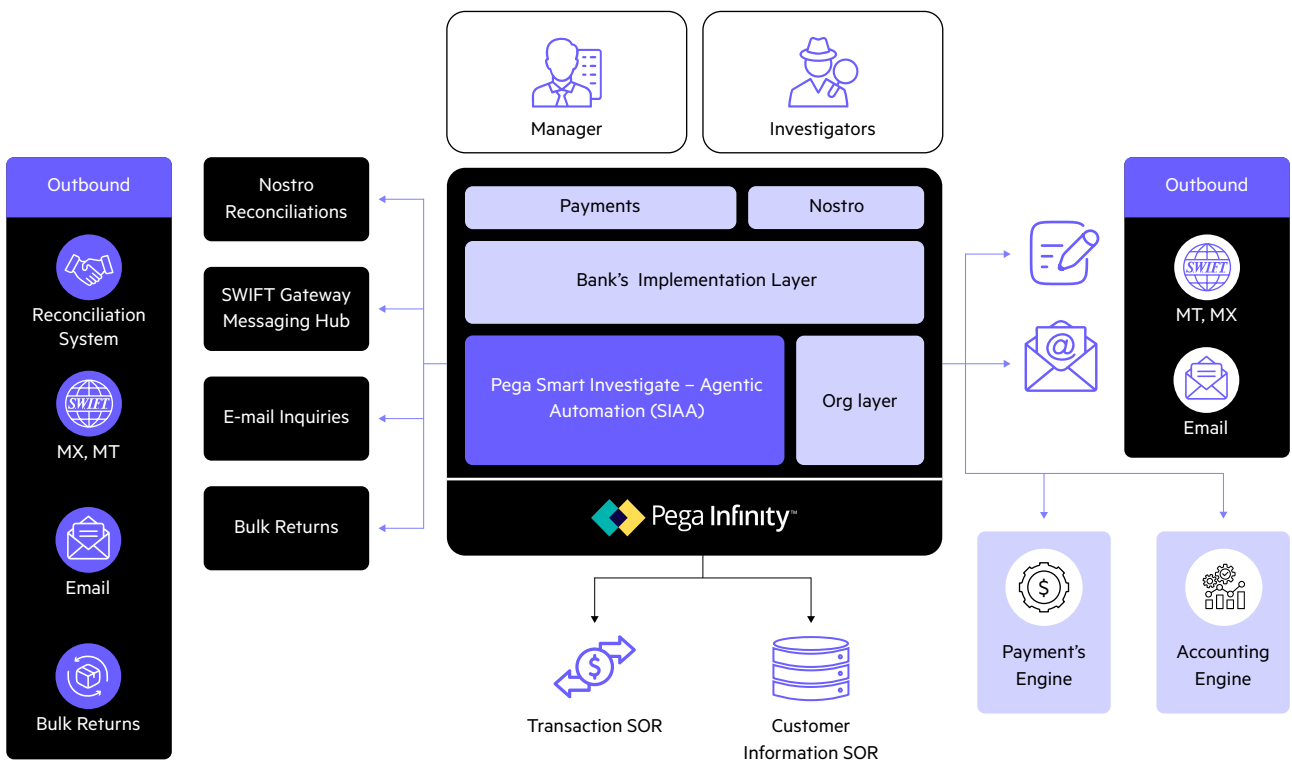 Manager
Investigators
Outbound
Reconciliation
System
SWIFT
MX, MT
Email
Bulk Returns
Nostro
Reconciliations
SWIFT Gateway
Messaging Hub
E-mail Inquiries
Bulk Returns
Payments
Nostro
Bank's Implementation Layer
Pega Smart Investigate – Agentic
Automation (SIAA)
Org layer
Pega Infinity™
Transaction SOR
Customer
Information SOR
@
Outbound
SWIFT
MT, MX
Email
$
Payment's
Engine
Accounting
Engine
$